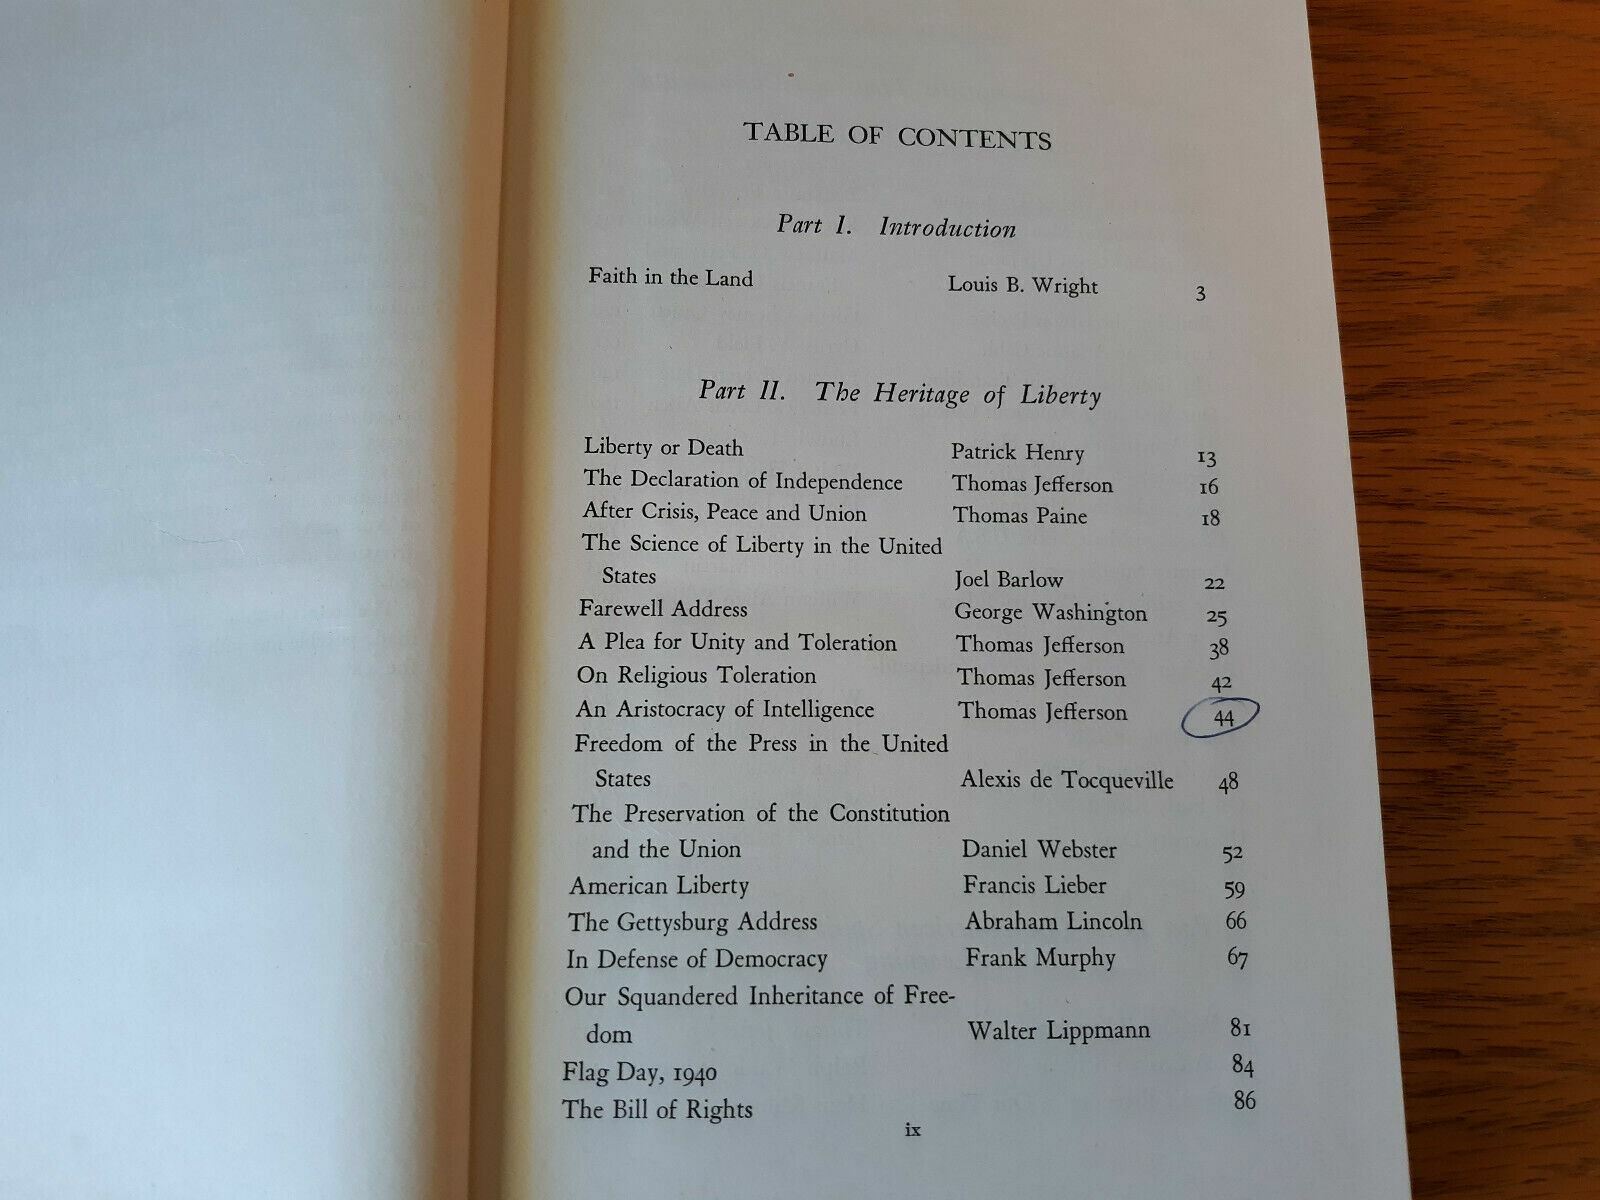 TABLE OF CONTENTS
Part I. Introduction
Faith in the Land Louis B. Wright 3
Part II. The Heritage of Liberty
Liberty or Death Patrick Henry 13
The Declaration of Independence Thomas Jefferson 16
After Crisis, Peace and Union Thomas Paine 18
The Science of Liberty in the United
States Joel Barlow 22
Farewell Address George Washington 25
A Plea for Unity and Toleration Thomas Jefferson 38
On Religious Toleration Thomas Jefferson 42
An Aristocracy of Intelligence Thomas Jefferson 44
Freedom of the Press in the United
States Alexis de Tocqueville 48
The Preservation of the Constitution
and the Union Daniel Webster 52
American Liberty Francis Lieber 59
The Gettysburg Address Abraham Lincoln 66
In Defense of Democracy Frank Murphy 67
Our Squandered Inheritance of Free-
dom Walter Lippmann 81
Flag Day, 1940 84
The Bill of Rights 86
ix